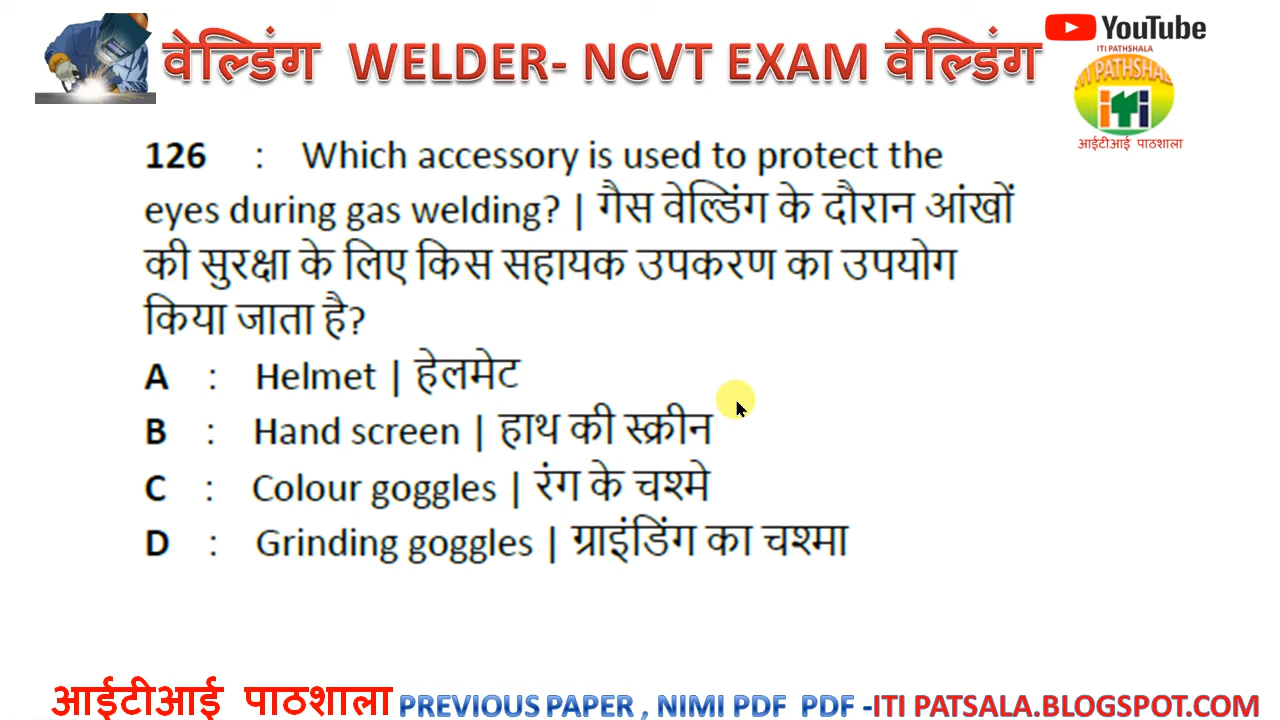 वेल्डिंग WELDER- NCVT EXAM वेल्डिंग
YouTube
ITI PATHSHALA
ITI PATHSHAL
iTi
आईटीआई पाठशाला
126 : Which accessory is used to protect the
eyes during gas welding? | गैस वेल्डिंग के दौरान आंखों
की सुरक्षा के लिए किस सहायक उपकरण का उपयोग
किया जाता है?
A : Helmet | हेलमेट
B : Hand screen | हाथ की स्क्रीन
C : Colour goggles | रंग के चश्मे
D : Grinding goggles | ग्राइंडिंग का चश्मा
आईटीआई पाठशाला PREVIOUS PAPER , NIMI PDF PDF -ITI PATSALA.BLOGSPOT.COM